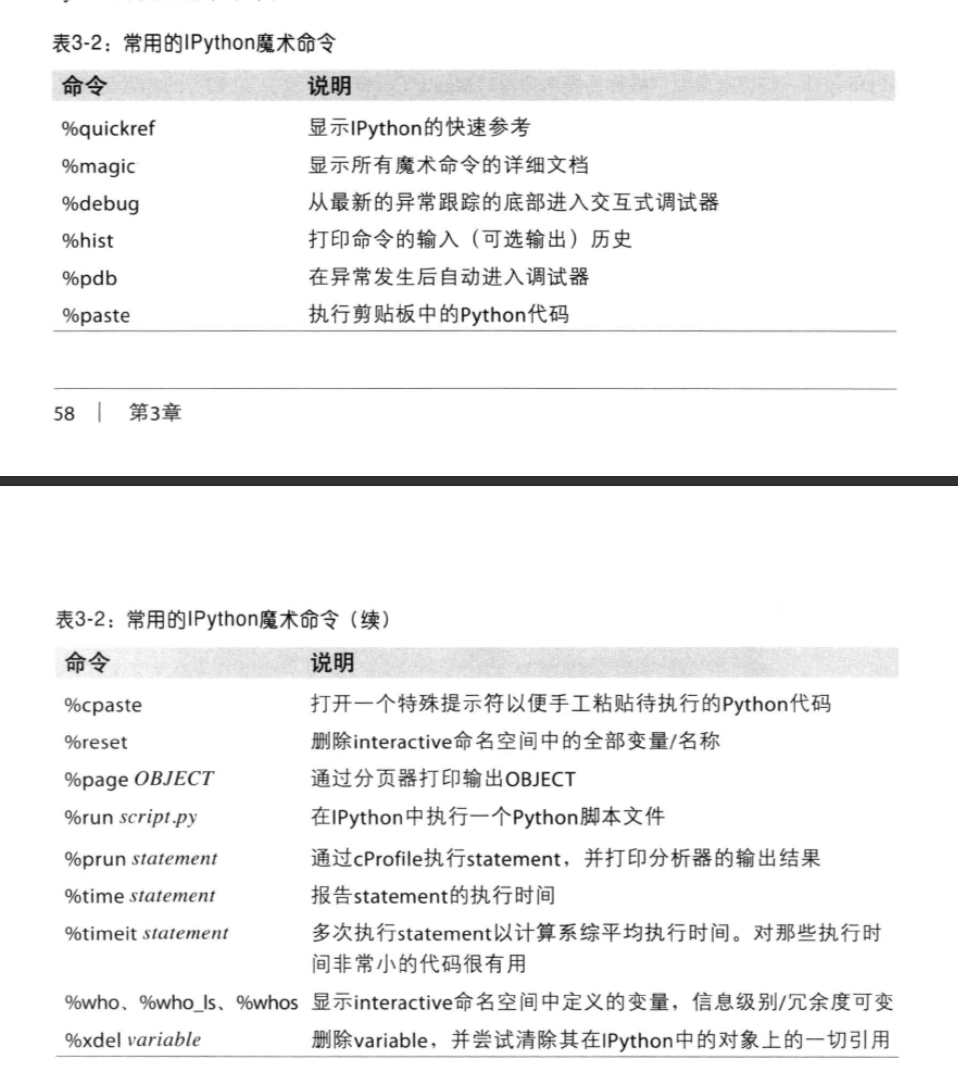 表3-2：常用的IPython魔术命令
命令 说明
%quickref 显示IPython的快速参考
%magic 显示所有魔术命令的详细文档
%debug 从最新的异常跟踪的底部进入交互式调试器
%hist 打印命令的输入（可选输出）历史
%pdb 在异常发生后自动进入调试器
%paste 执行剪贴板中的Python代码
58 | 第3章
表3-2：常用的IPython魔术命令（续）
命令 说明
%cpaste 打开一个特殊提示符以便手工粘贴待执行的Python代码
%reset 删除interactive命名空间中的全部变量/名称
%page OBJECT 通过分页器打印输出OBJECT
%run script.py 在IPython中执行一个Python脚本文件
%prun statement 通过cProfile执行statement，并打印分析器的输出结果
%time statement 报告statement的执行时间
%timeit statement 多次执行statement以计算系综平均执行时间。对那些执行时
间非常小的代码很有用
%who、%who_ls、%whos 显示interactive命名空间中定义的变量，信息级别/冗余度可变
%xdel variable 删除variable，并尝试清除其在IPython中的对象上的一切引用